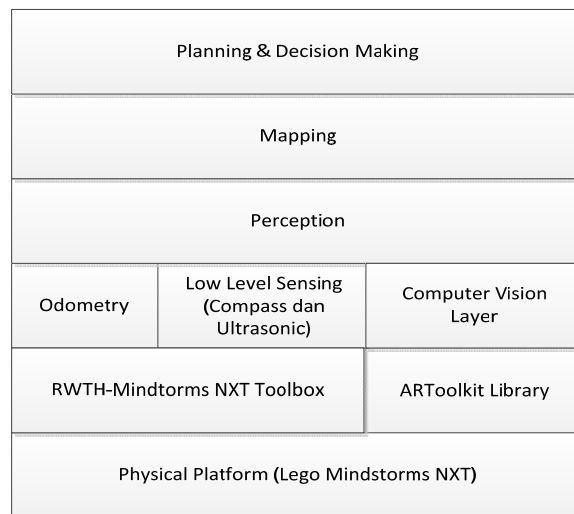 Planning & Decision Making
Mapping
Perception
Odometry
Low Level Sensing
(Compass dan
Ultrasonic)
Computer Vision
Layer
RWTH-Mindtorms NXT Toolbox
ARToolkit Library
Physical Platform (Lego Mindstorms NXT)